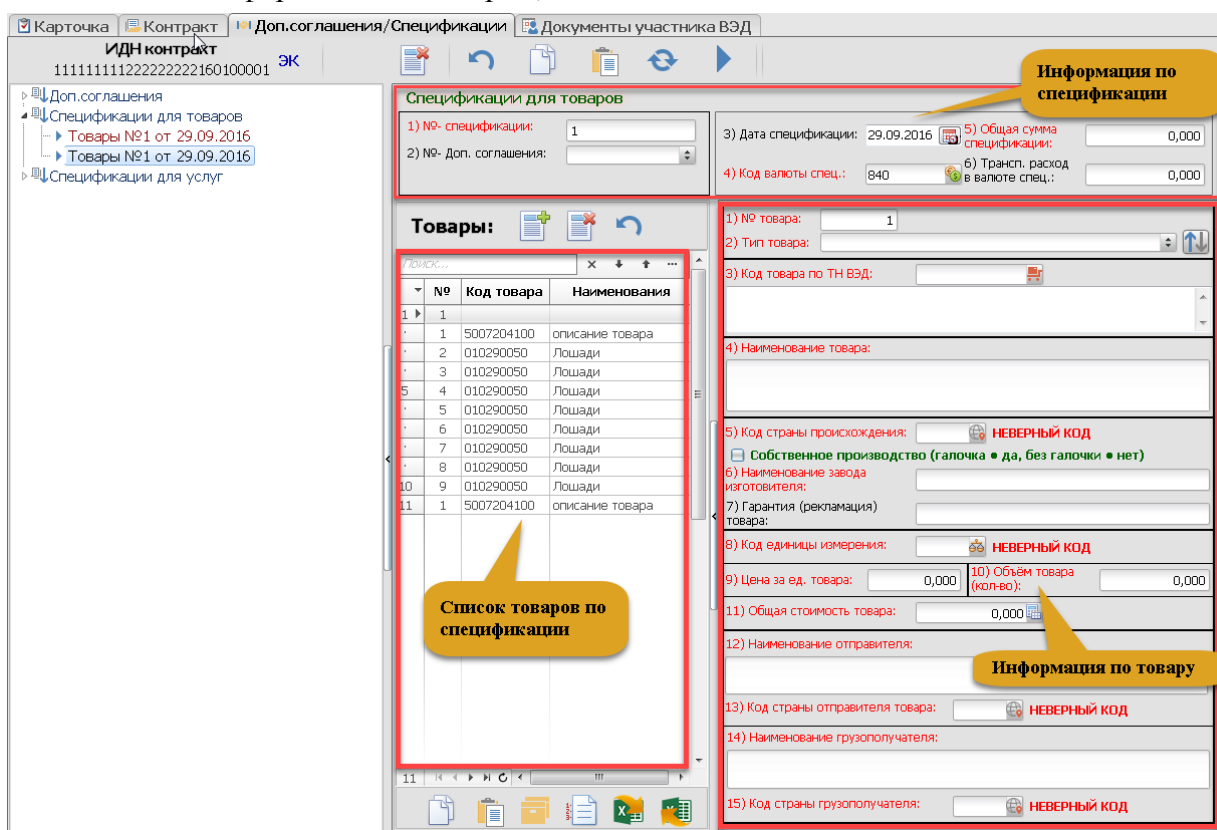 Карточка Контракт Доп.соглашения/Спецификации Документы участника ВЭД
ИДН контракт
1111111112222222222160100001 ЭК
Информация по
спецификации
Доп.соглашения
Спецификации для товаров
Товары №1 от 29.09.2016
Товары №1 от 29.09.2016
Спецификации для услуг
Спецификации для товаров
1) №- спецификации: 1
2) №- Доп. соглашения:
3) Дата спецификации: 29.09.2016
5) Общая сумма
спецификации: 0,000
4) Код валюты спец.: 840
6) Трансп. расход
в валюте спец.: 0,000
Товары:
Поиск...
№ Код товара Наименования
1 1
1 5007204100 описание товара
2 010290050 Лошади
3 010290050 Лошади
5 4 010290050 Лошади
5 010290050 Лошади
6 010290050 Лошади
7 010290050 Лошади
8 010290050 Лошади
10 9 010290050 Лошади
11 1 5007204100 описание товара
Список товаров по
спецификации
11
1) № товара: 1
2) Тип товара:
3) Код товара по ТН ВЭД:
4) Наименование товара:
5) Код страны происхождения: НЕВЕРНЫЙ КОД
Собственное производство (галочка ● да, без галочки ● нет)
6) Наименование завода
изготовителя:
7) Гарантия (рекламация)
товара:
8) Код единицы измерения: НЕВЕРНЫЙ КОД
9) Цена за ед. товара: 0,000
10) Объём товара
(кол-во): 0,000
11) Общая стоимость товара: 0,000
12) Наименование отправителя:
Информация по товару
13) Код страны отправителя товара: НЕВЕРНЫЙ КОД
14) Наименование грузополучателя:
15) Код страны грузополучателя: НЕВЕРНЫЙ КОД